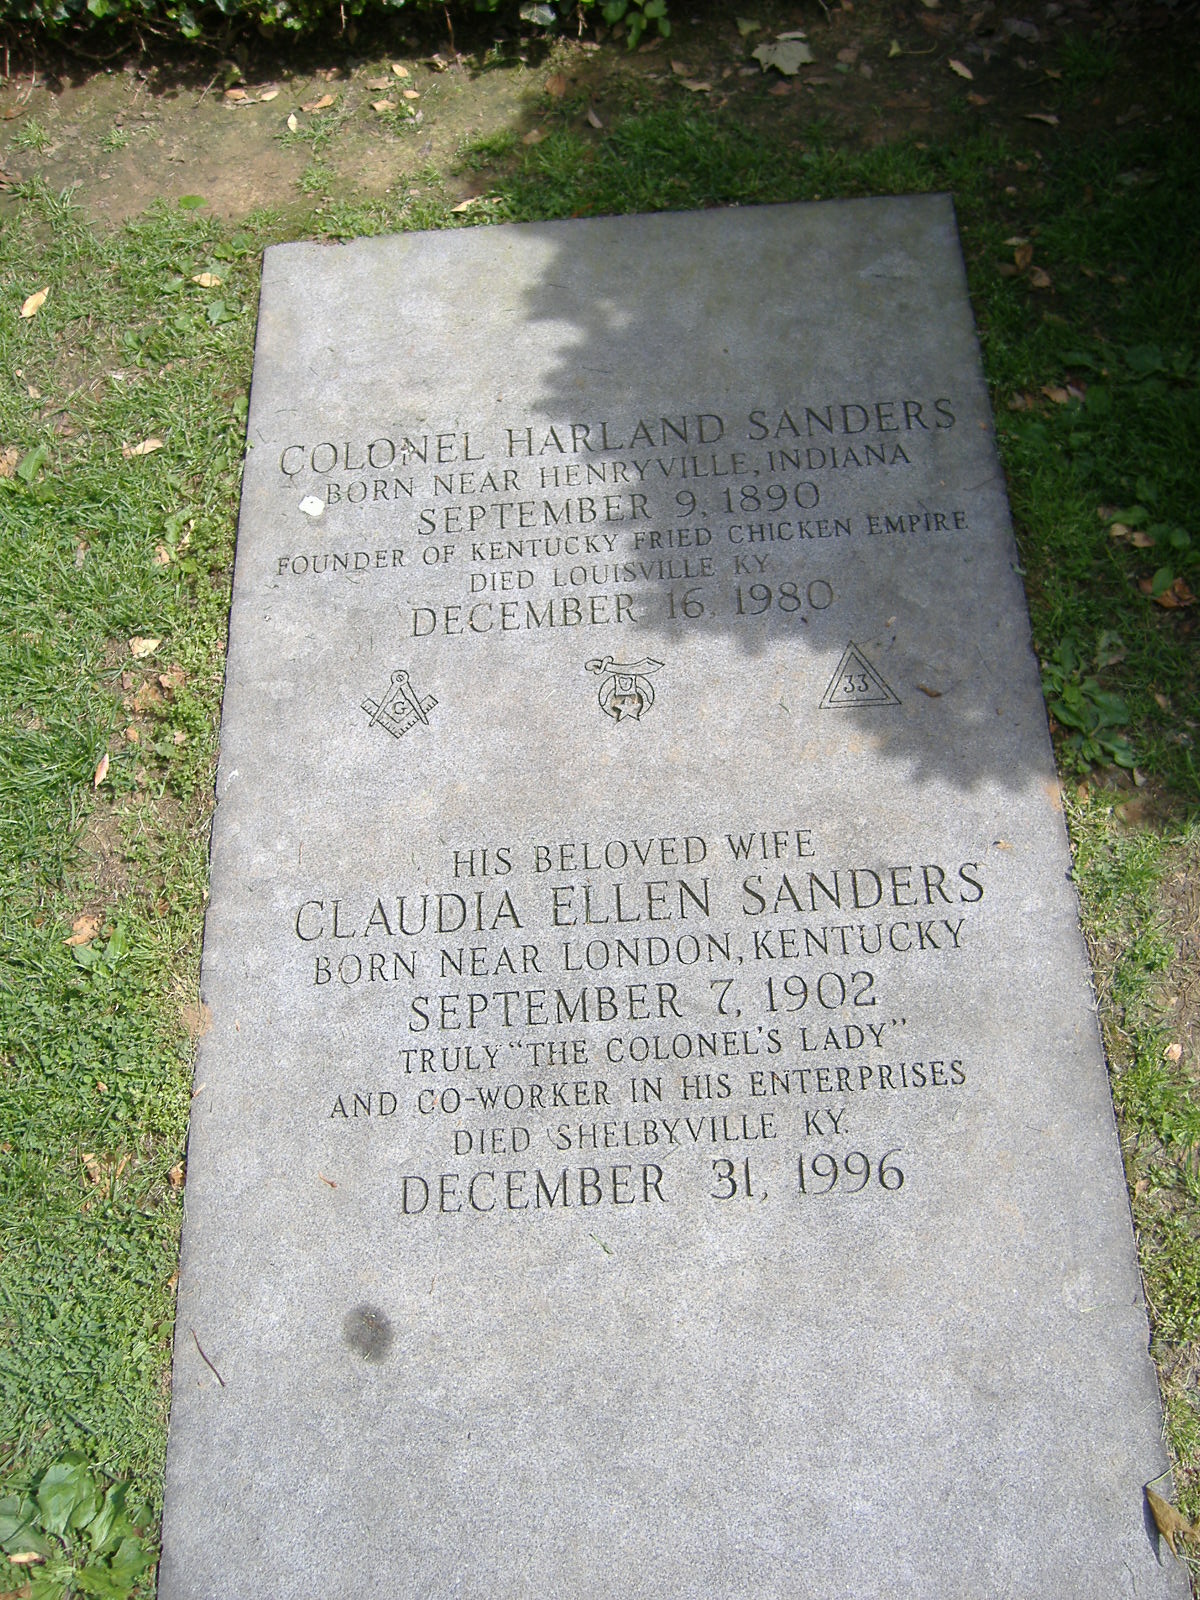 COLONEL HARLAND SANDERS
BORN NEAR HENRYVILLE, INDIANA
SEPTEMBER 9, 1890
FOUNDER OF KENTUCKY FRIED CHICKEN EMPIRE
DIED LOUISVILLE KY.
DECEMBER 16, 1980
G
33
HIS BELOVED WIFE
CLAUDIA ELLEN SANDERS
BORN NEAR LONDON, KENTUCKY
SEPTEMBER 7, 1902
TRULY "THE COLONEL'S LADY"
AND CO-WORKER IN HIS ENTERPRISES
DIED SHELBYVILLE KY.
DECEMBER 31, 1996